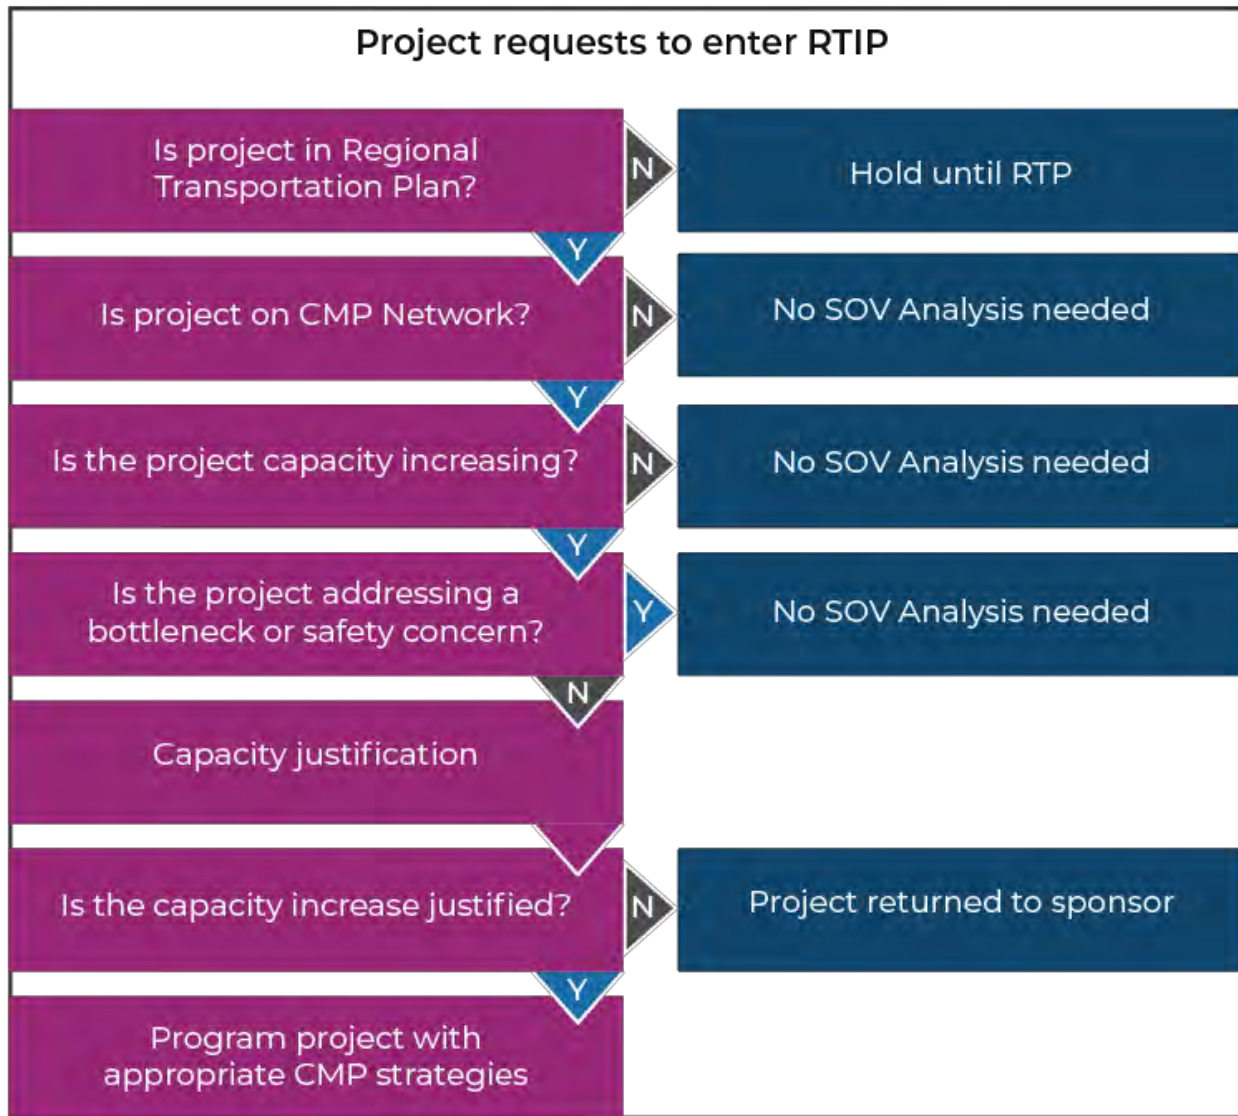 Project requests to enter RTIP
Is project in Regional
Transportation Plan?
N
Hold until RTP
Y
Is project on CMP Network?
N
No SOV Analysis needed
Y
Is the project capacity increasing?
N
No SOV Analysis needed
Y
Is the project addressing a
bottleneck or safety concern?
Y
No SOV Analysis needed
N
Capacity justification
Is the capacity increase justified?
N
Project returned to sponsor
Y
Program project with
appropriate CMP strategies